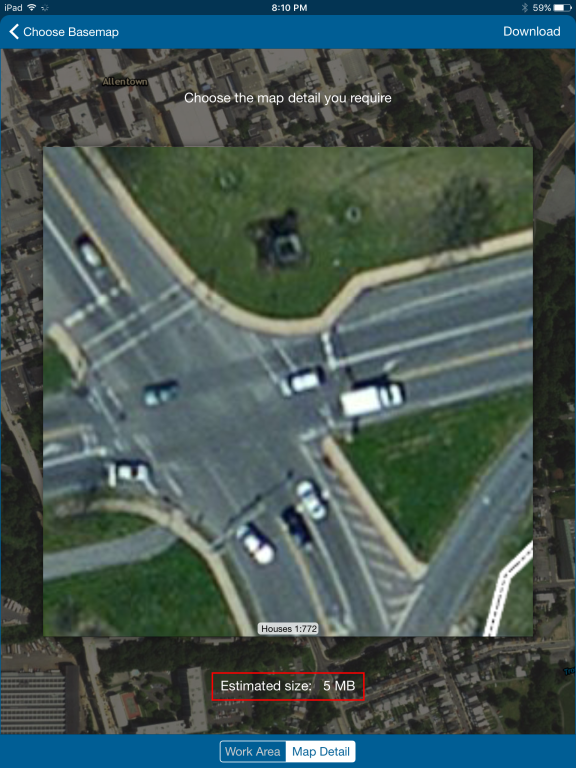 iPad 8:10 PM 59%
Choose Basemap Download
Allentown
Choose the map detail you require
Houses 1:772
Estimated size: 5 MB
Work Area Map Detail